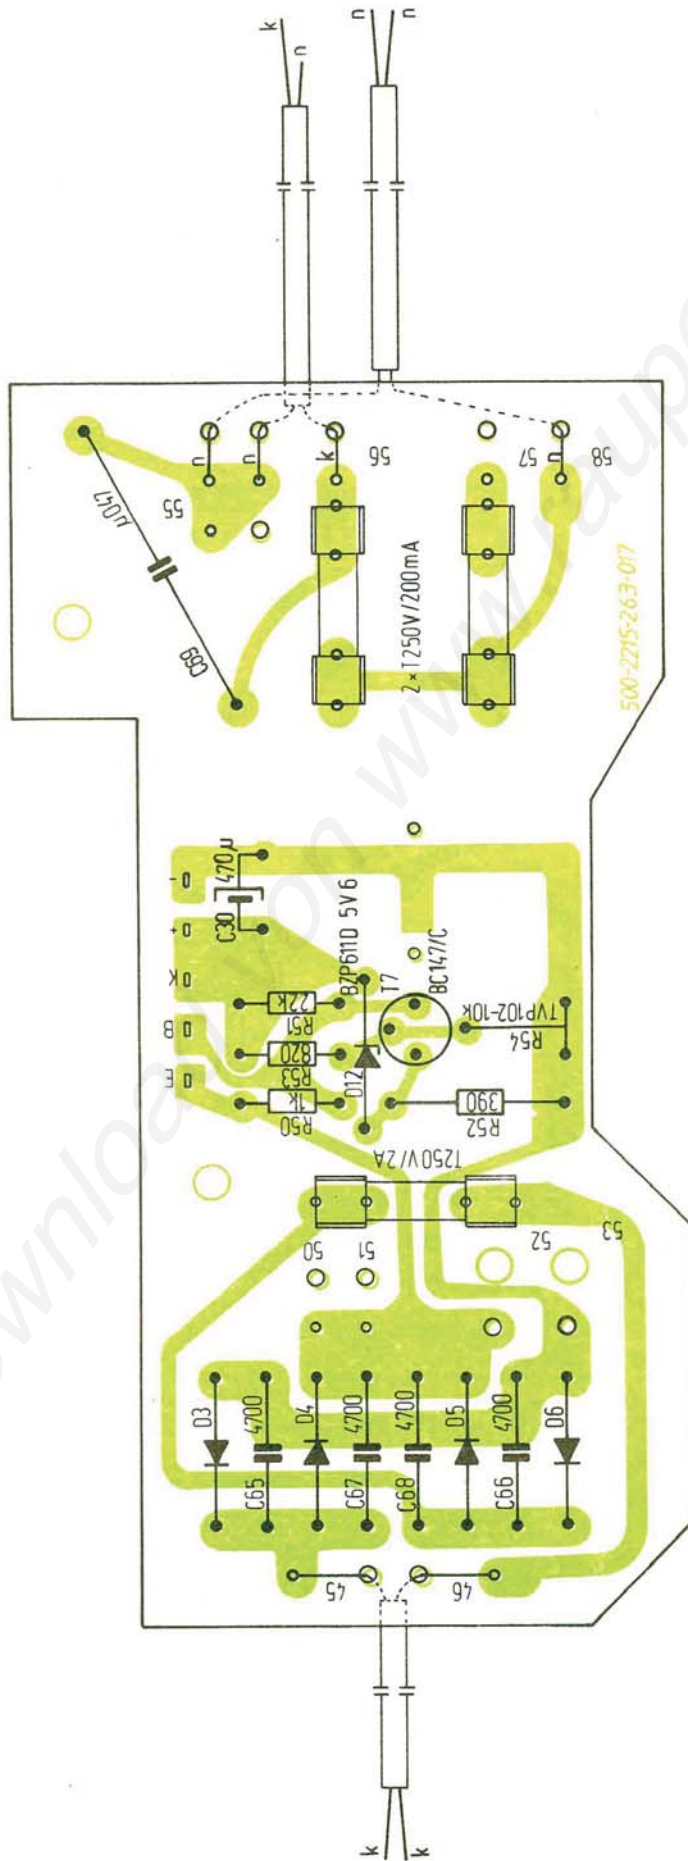 k
n
n
n
µ047
C69
55
n
n
k
56
57
n
58
2×T250V/200mA
500-2215-263-017
-
+
K
B
E
C30
470µ
R51
22k
R53
820
R50
1k
BZP611D 5V6
D12
T7
BC147/C
TVP102-10k
R54
R52
390
T250V/2A
50
51
52
53
D3
4700
C65
D4
4700
C67
4700
C68
D5
4700
C66
D6
45
46
k
k